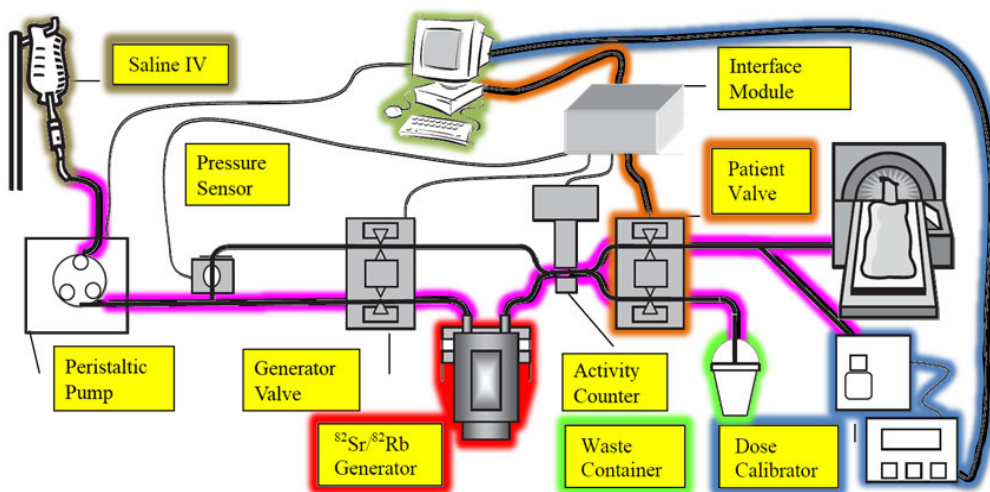 Saline IV
Interface
Module
Pressure
Sensor
Patient
Valve
Peristaltic
Pump
Generator
Valve
Activity
Counter
⁸²Sr/⁸²Rb
Generator
Waste
Container
Dose
Calibrator